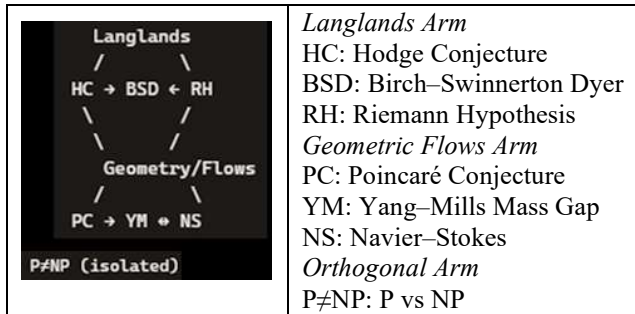 Langlands
/ \
HC → BSD ← RH
\ /
\ /
Geometry/Flows
/ \
PC → YM ↔ NS
P≠NP (isolated)
Langlands Arm
HC: Hodge Conjecture
BSD: Birch–Swinnerton Dyer
RH: Riemann Hypothesis
Geometric Flows Arm
PC: Poincaré Conjecture
YM: Yang–Mills Mass Gap
NS: Navier–Stokes
Orthogonal Arm
P≠NP: P vs NP